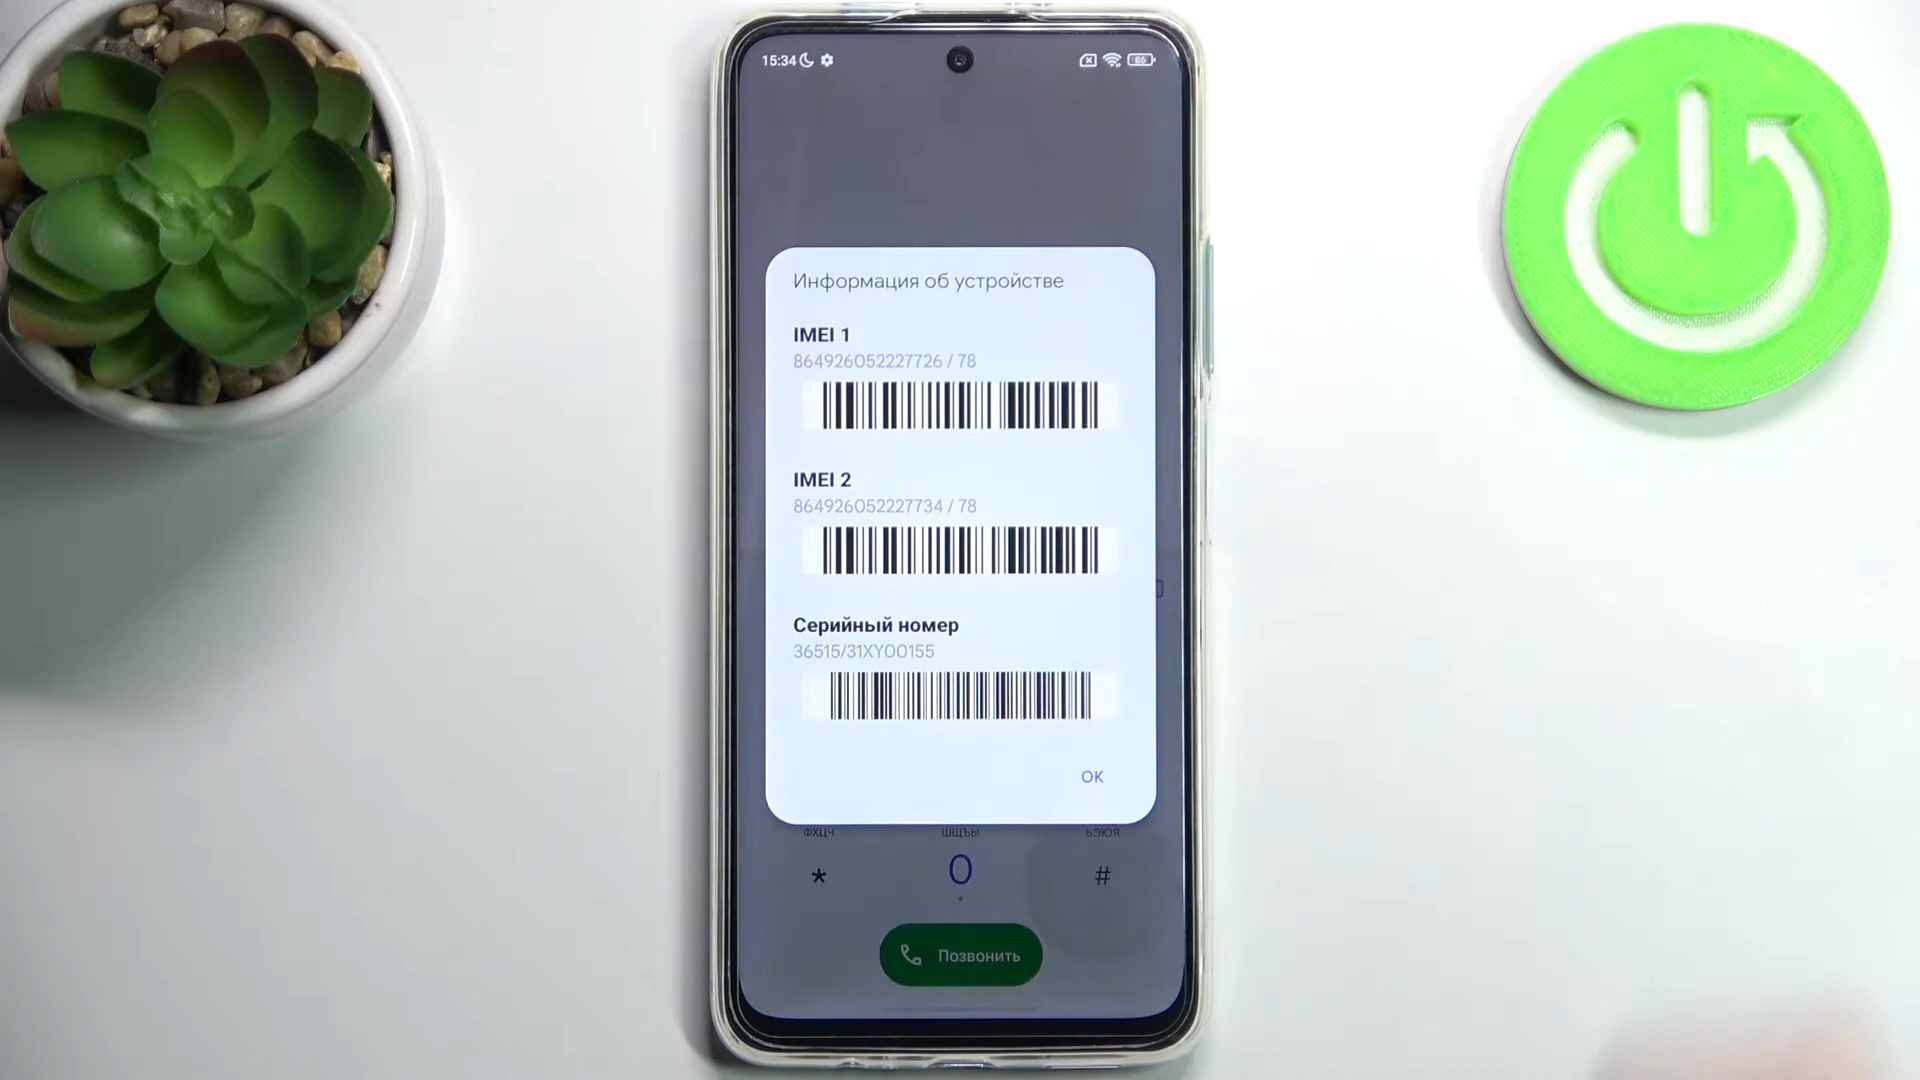 15:34 86
Информация об устройстве
IMEI 1
864926052227726 / 78
IMEI 2
864926052227734 / 78
Серийный номер
36515/31XY00155
OK
ФХЦЧ ШЩЪЫ ЬЭЮЯ
* 0 #
Позвонить